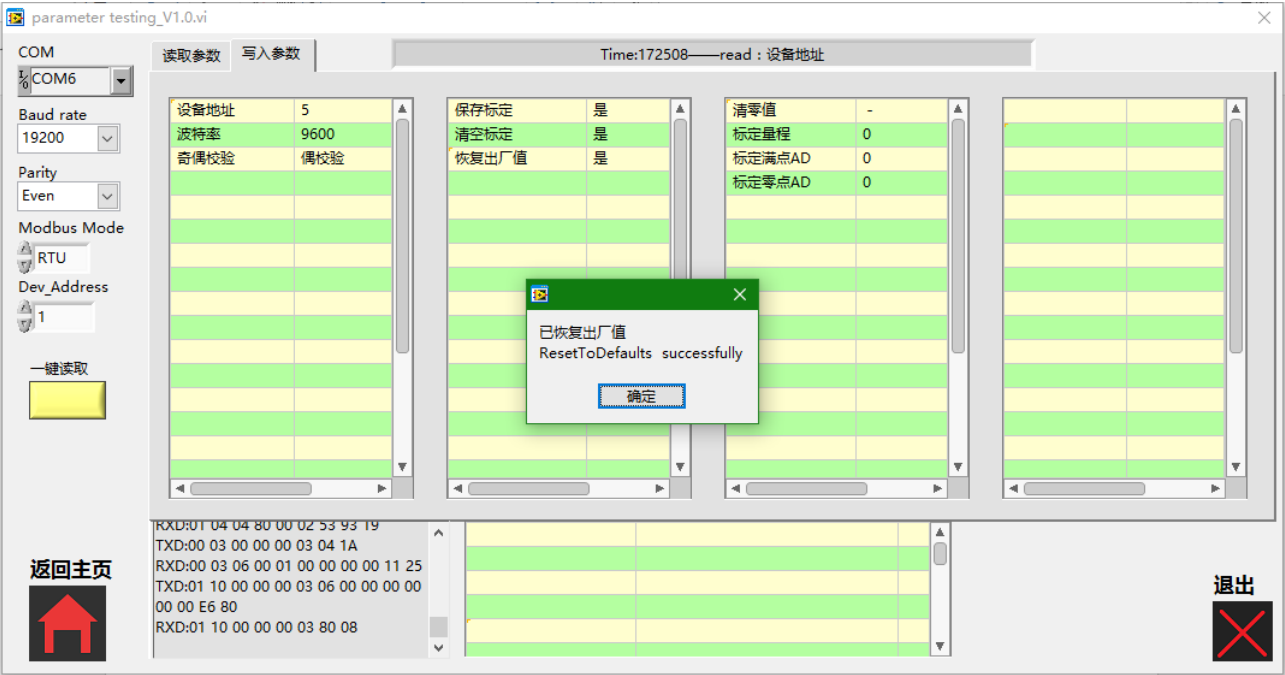 parameter testing_V1.0.vi
COM
COM6
Baud rate
19200
Parity
Even
Modbus Mode
RTU
Dev_Address
1
一键读取
返回主页
读取参数 写入参数
Time:172508——read：设备地址
设备地址 5
波特率 9600
奇偶校验 偶校验
保存标定 是
清空标定 是
恢复出厂值 是
清零值 -
标定量程 0
标定满点AD 0
标定零点AD 0
已恢复出厂值
ResetToDefaults successfully
确定
RXD:01 04 04 80 00 02 53 93 19
TXD:00 03 00 00 00 03 04 1A
RXD:00 03 06 00 01 00 00 00 00 11 25
TXD:01 10 00 00 00 03 06 00 00 00 00
00 00 E6 80
RXD:01 10 00 00 00 03 80 08
退出